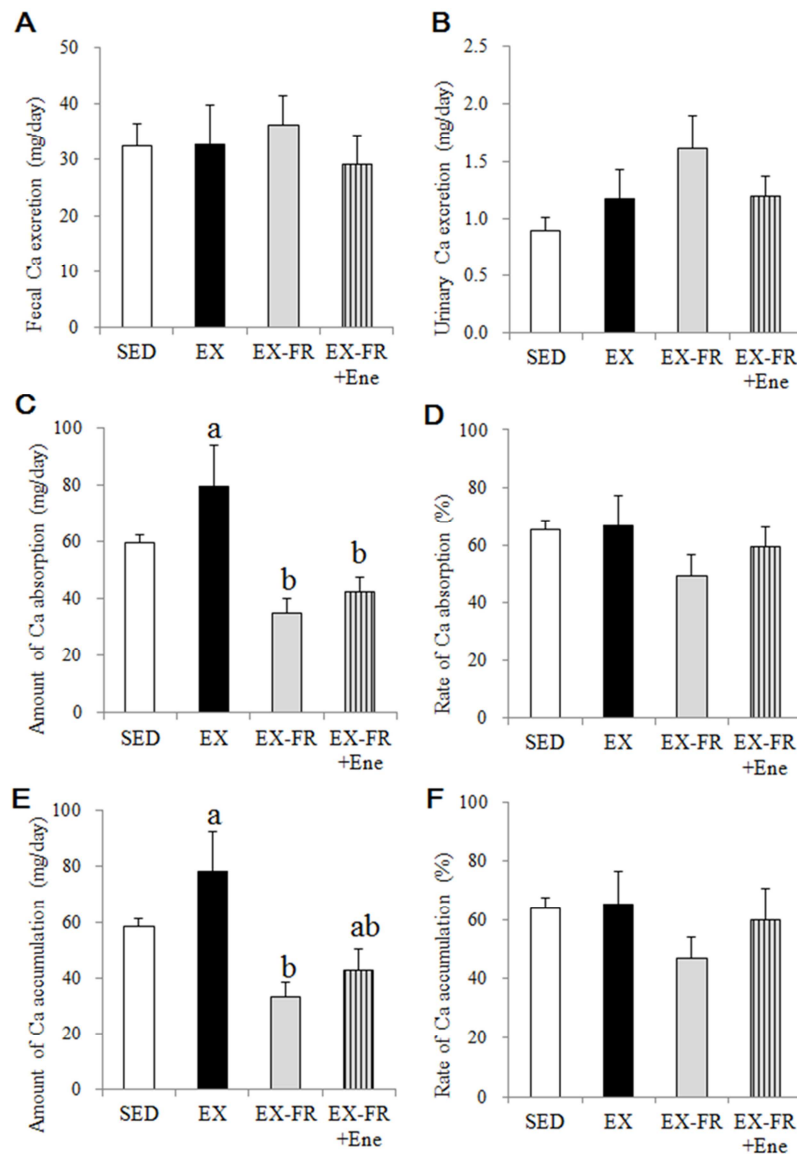 A
Fecal Ca excretion (mg/day)
50
40
30
20
10
0
SED EX EX-FR EX-FR
+Ene
B
Urinary Ca excretion (mg/day)
2.5
2.0
1.5
1.0
0.5
0.0
SED EX EX-FR EX-FR
+Ene
C
Amount of Ca absorption (mg/day)
100
80
60
40
20
0
a
b
b
SED EX EX-FR EX-FR
+Ene
D
Rate of Ca absorption (%)
100
80
60
40
20
0
SED EX EX-FR EX-FR
+Ene
E
Amount of Ca accumulation (mg/day)
100
80
60
40
20
0
a
b
ab
SED EX EX-FR EX-FR
+Ene
F
Rate of Ca accumulation (%)
100
80
60
40
20
0
SED EX EX-FR EX-FR
+Ene